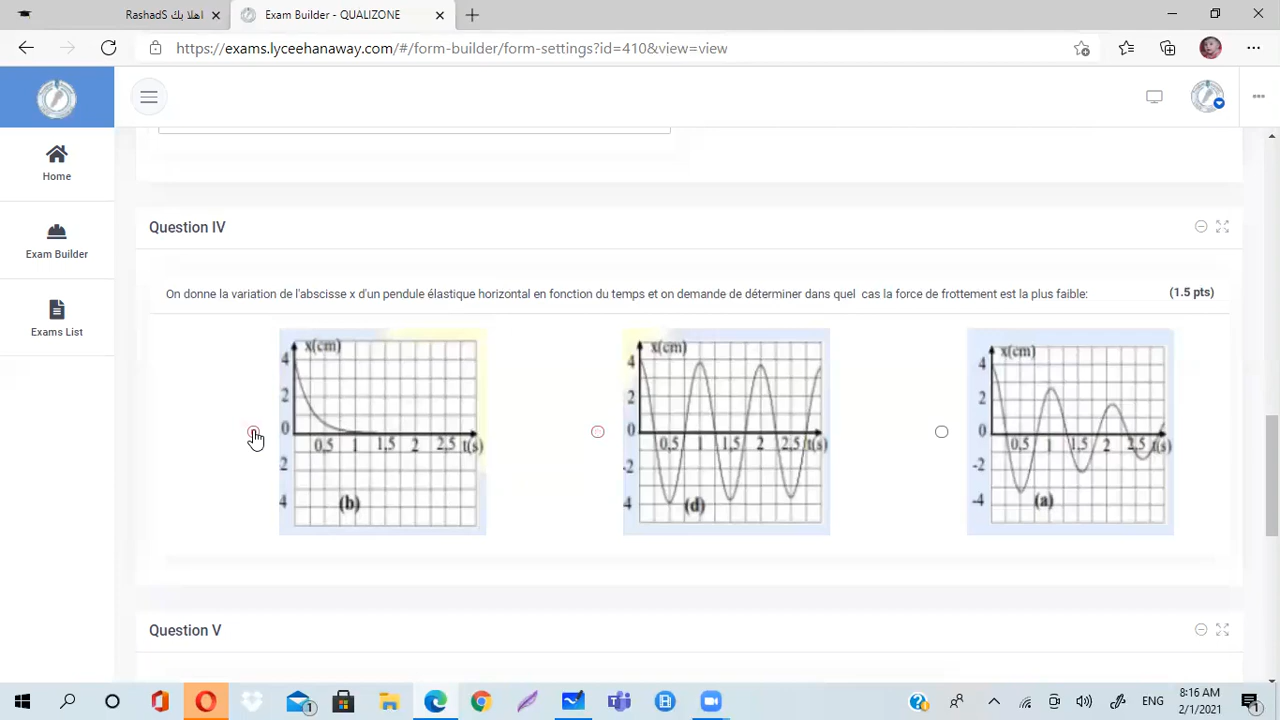 RashadS اهلا بك
Exam Builder - QUALIZONE
https://exams.lyceehanaway.com/#/form-builder/form-settings?id=410&view=view
Home
Exam Builder
Exams List
Question IV
On donne la variation de l'abscisse x d'un pendule élastique horizontal en fonction du temps et on demande de déterminer dans quel cas la force de frottement est la plus faible:
(1.5 pts)
x(cm)
4
2
0
2
4
0,5 1 1,5 2 2,5 t(s)
(b)
x(cm)
4
2
0
-2
4
0,5 1 1,5 2 2,5 t(s)
(d)
x(cm)
4
2
0
-2
-4
0,5 1 1,5 2 2,5 t(s)
(a)
Question V
1
ENG
8:16 AM
2/1/2021
1